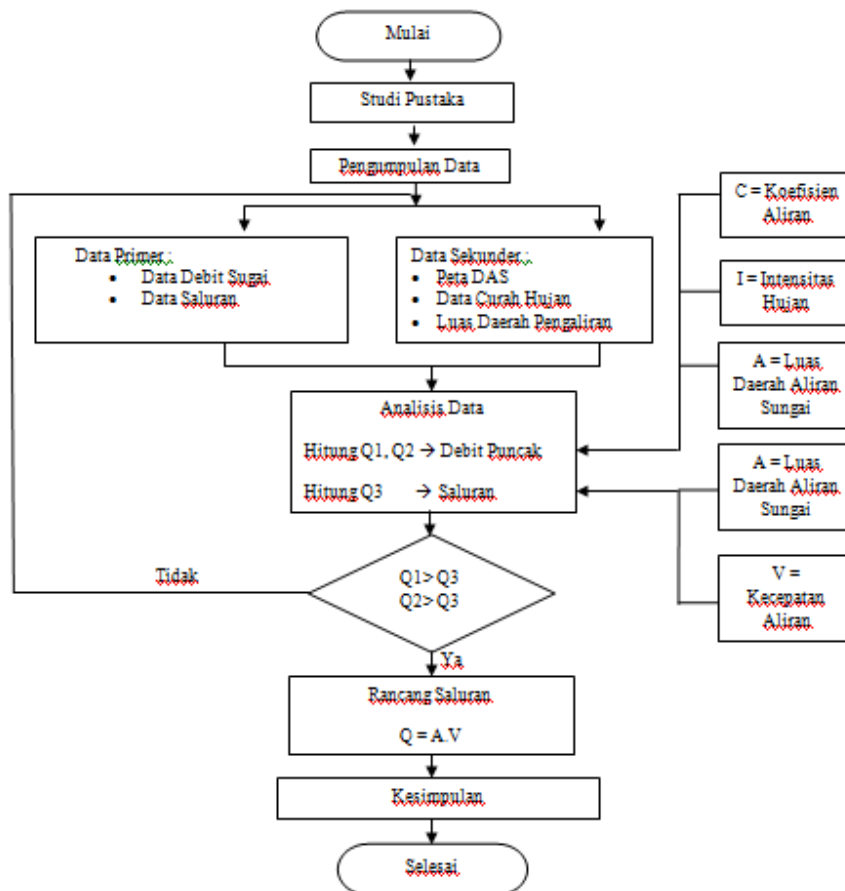 Mulai
Studi Pustaka
Pengumpulan Data
Data Primer :
• Data Debit Sugai
• Data Saluran
Data Sekunder :
• Peta DAS
• Data Curah Hujan
• Luas Daerah Pengaliran
C = Koefisien
Aliran
I = Intensitas
Hujan
A = Luas
Daerah Aliran
Sungai
A = Luas
Daerah Aliran
Sungai
V =
Kecepatan
Aliran
Analisis Data
Hitung Q1, Q2 → Debit Puncak
Hitung Q3 → Saluran
Q1> Q3
Q2> Q3
Tidak
Ya
Rancang Saluran
Q = A.V
Kesimpulan
Selesai